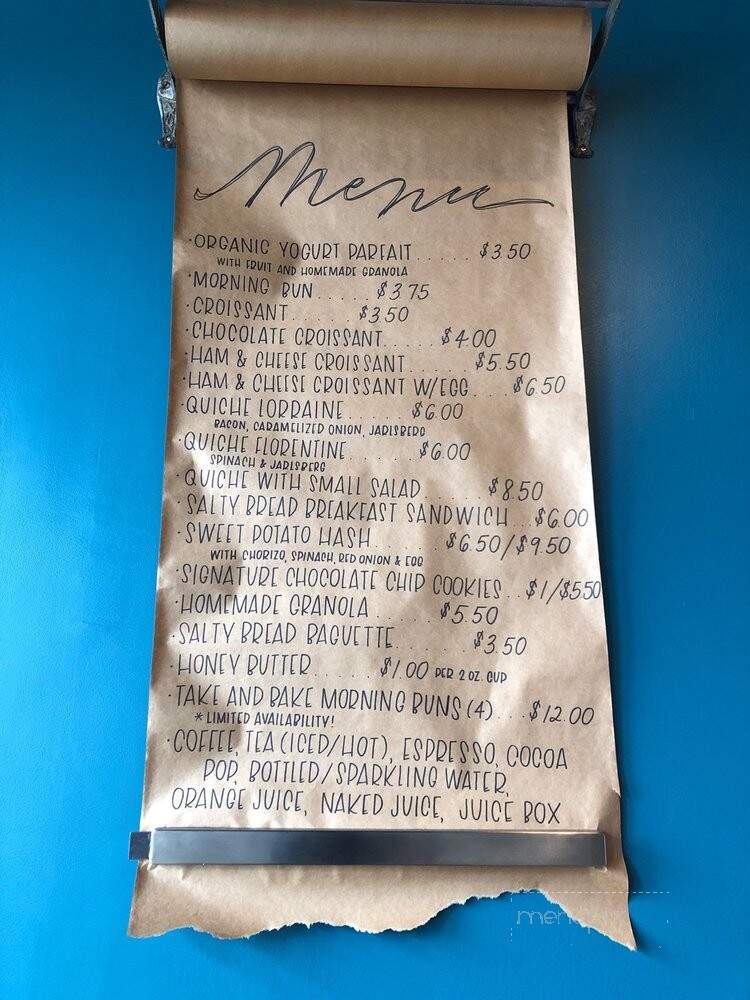 Menu
·ORGANIC YOGURT PARFAIT...... $3.50
WITH FRUIT AND HOMEMADE GRANOLA
·MORNING BUN...... $3.75
·CROISSANT...... $3.50
·CHOCOLATE CROISSANT...... $4.00
·HAM & CHEESE CROISSANT...... $5.50
·HAM & CHEESE CROISSANT W/EGG.... $6.50
·QUICHE LORRAINE...... $6.00
BACON, CARAMELIZED ONION, JARLSBERG
·QUICHE FLORENTINE...... $6.00
SPINACH & JARLSBERG
·QUICHE WITH SMALL SALAD...... $8.50
·SALTY BREAD BREAKFAST SANDWICH...$6.00
·SWEET POTATO HASH...... $6.50/$9.50
WITH CHORIZO, SPINACH, RED ONION & EGG
·SIGNATURE CHOCOLATE CHIP COOKIES...$1/$5.50
·HOMEMADE GRANOLA...... $5.50
·SALTY BREAD BAGUETTE...... $3.50
·HONEY BUTTER...... $1.00 PER 2 OZ. CUP
·TAKE AND BAKE MORNING BUNS (4)...$12.00
*LIMITED AVAILABILITY!
·COFFEE, TEA (ICED/HOT), ESPRESSO, COCOA
POP, BOTTLED/SPARKLING WATER,
ORANGE JUICE, NAKED JUICE, JUICE BOX